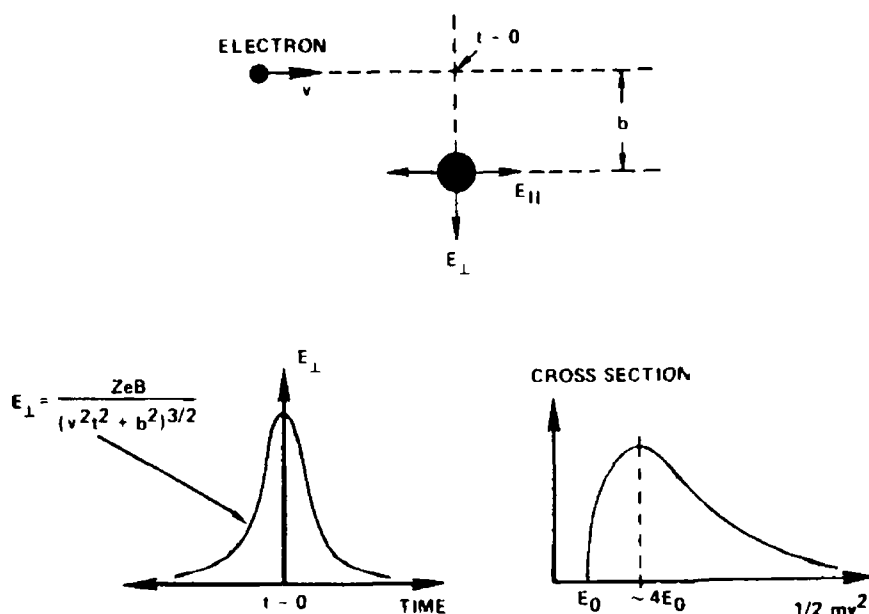 ELECTRON
t - 0
v
b
E||
E⊥
E⊥
E⊥ = ZeB / (v²t² + b²)³/²
CROSS SECTION
t - 0
TIME
E₀
~ 4E₀
1/2 mv²